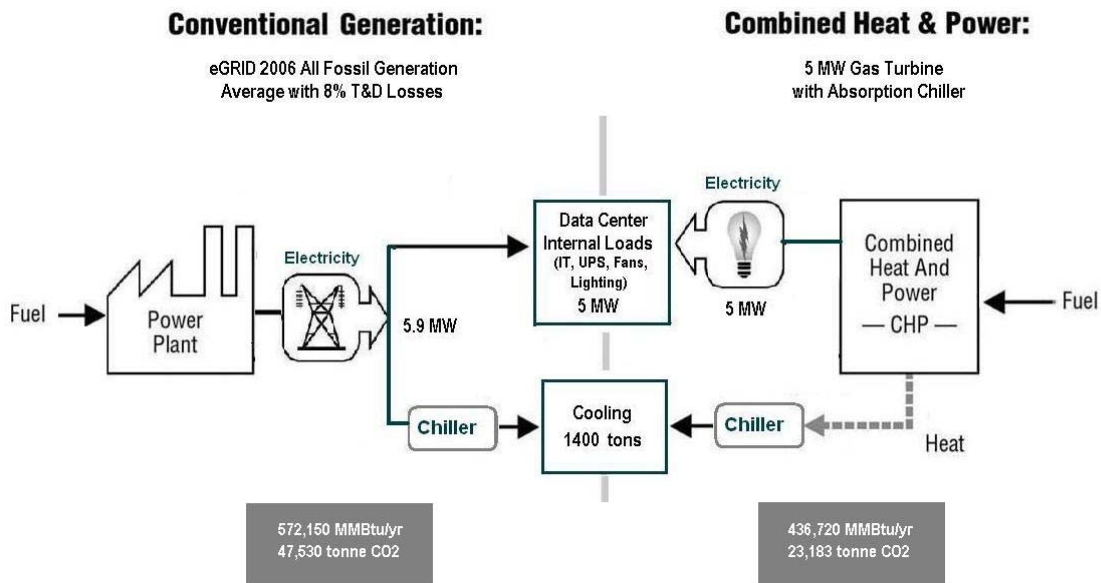 Conventional Generation:
eGRID 2006 All Fossil Generation
Average with 8% T&D Losses
Combined Heat & Power:
5 MW Gas Turbine
with Absorption Chiller
Fuel
Power
Plant
Electricity
5.9 MW
Chiller
Data Center
Internal Loads
(IT, UPS, Fans,
Lighting)
5 MW
Cooling
1400 tons
Electricity
5 MW
Chiller
Combined
Heat And
Power
— CHP —
Fuel
Heat
572,150 MMBtu/yr
47,530 tonne CO2
436,720 MMBtu/yr
23,183 tonne CO2